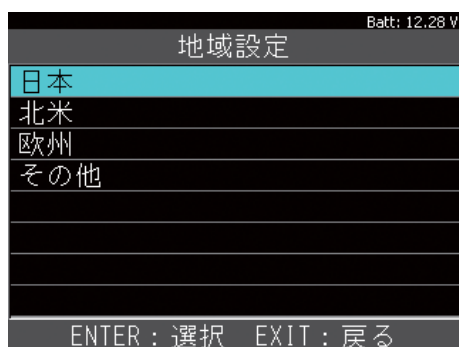 Batt: 12.28 V
地域設定
日本
北米
欧州
その他
ENTER：選択　EXIT：戻る